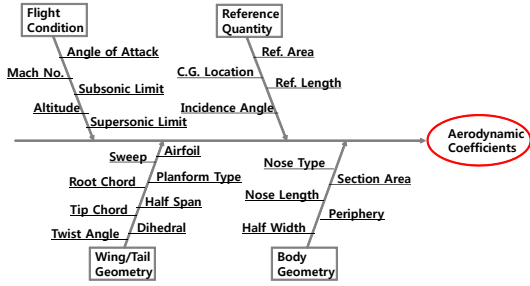 Flight
Condition
Reference
Quantity
Angle of Attack
Mach No.
Subsonic Limit
Altitude
Supersonic Limit
Ref. Area
C.G. Location
Ref. Length
Incidence Angle
Aerodynamic
Coefficients
Airfoil
Sweep
Planform Type
Root Chord
Half Span
Tip Chord
Dihedral
Twist Angle
Nose Type
Section Area
Nose Length
Periphery
Half Width
Wing/Tail
Geometry
Body
Geometry